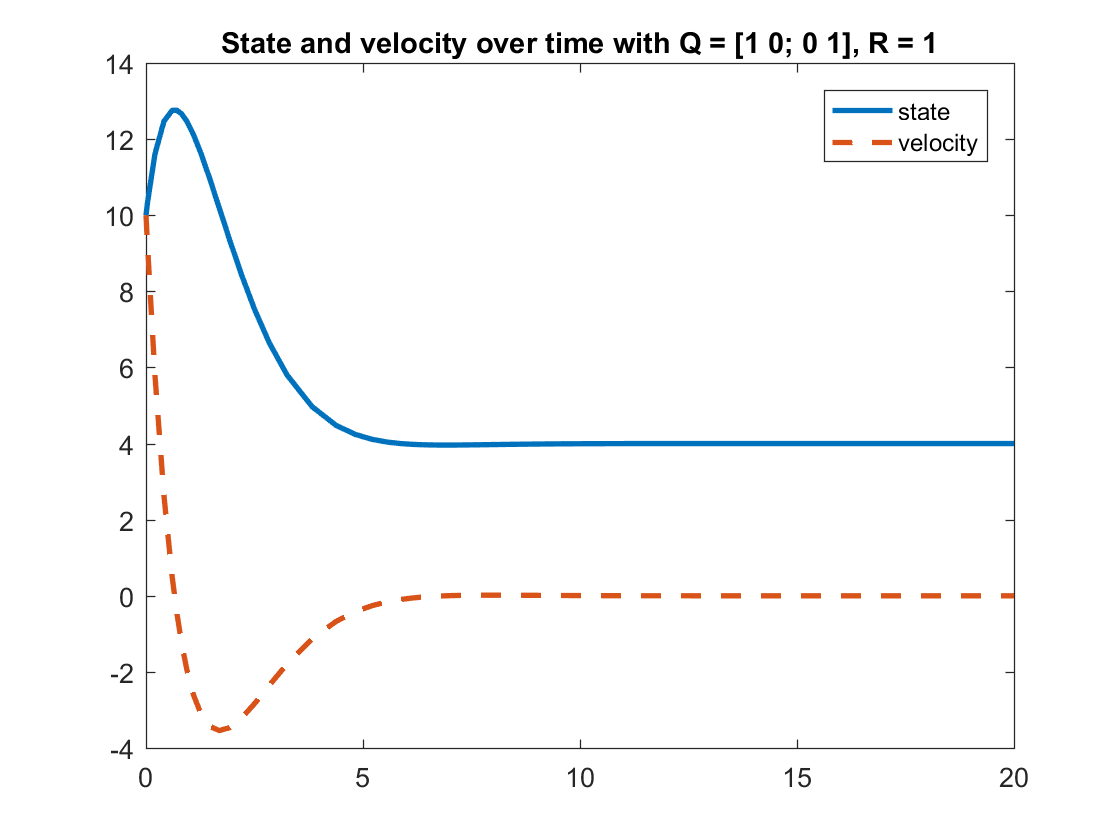 State and velocity over time with Q = [1 0; 0 1], R = 1
state
velocity
14
12
10
8
6
4
2
0
-2
-4
0 5 10 15 20